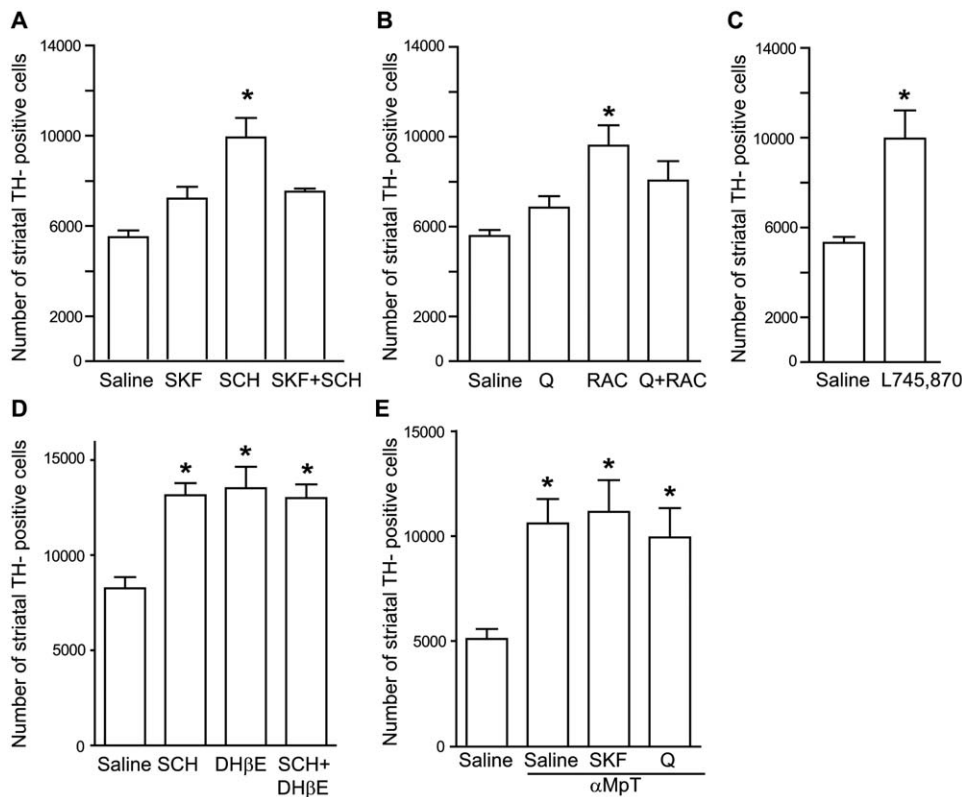 A
Number of striatal TH- positive cells
14000
10000
6000
2000
0
*
Saline SKF SCH SKF+SCH
B
Number of striatal TH- positive cells
14000
10000
6000
2000
0
*
Saline Q RAC Q+RAC
C
Number of striatal TH- positive cells
14000
10000
6000
2000
0
*
Saline L745,870
D
Number of striatal TH- positive cells
15000
10000
5000
0
* * *
Saline SCH DHβE SCH+
DHβE
E
Number of striatal TH- positive cells
15000
10000
5000
0
* * *
Saline Saline SKF Q
αMpT